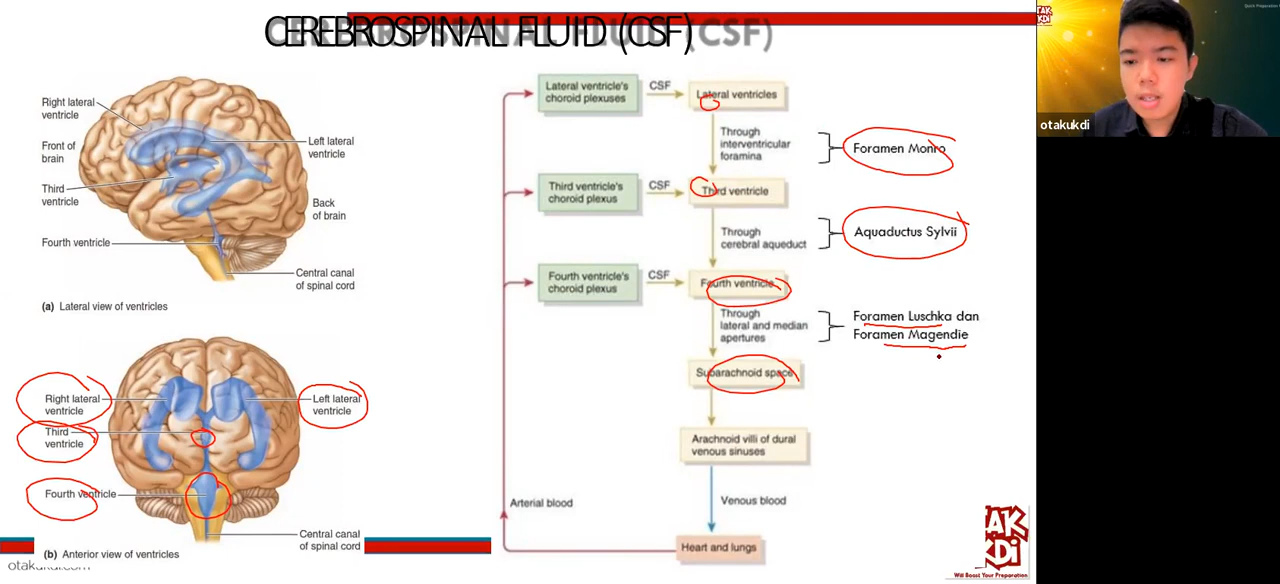 CEREBROSPINAL FLUID (CSF)
Right lateral
ventricle
Front of
brain
Third
ventricle
Fourth ventricle
Left lateral
ventricle
Back of
brain
Central canal
of spinal cord
(a) Lateral view of ventricles
Right lateral
ventricle
Third
ventricle
Fourth ventricle
Left lateral
ventricle
Central canal
of spinal cord
(b) Anterior view of ventricles
otakukdi.com
Lateral ventricle's
choroid plexuses
CSF
Lateral ventricles
Through
interventricular
foramina
Foramen Monro
Third ventricle's
choroid plexus
CSF
Third ventricle
Through
cerebral aqueduct
Aquaductus Sylvii
Fourth ventricle's
choroid plexus
CSF
Fourth ventricle
Through
lateral and median
apertures
Foramen Luschka dan
Foramen Magendie
Subarachnoid space
Arachnoid villi of dural
venous sinuses
Arterial blood
Venous blood
Heart and lungs
AK
KDi
Will Boost Your Preparation
otakukdi